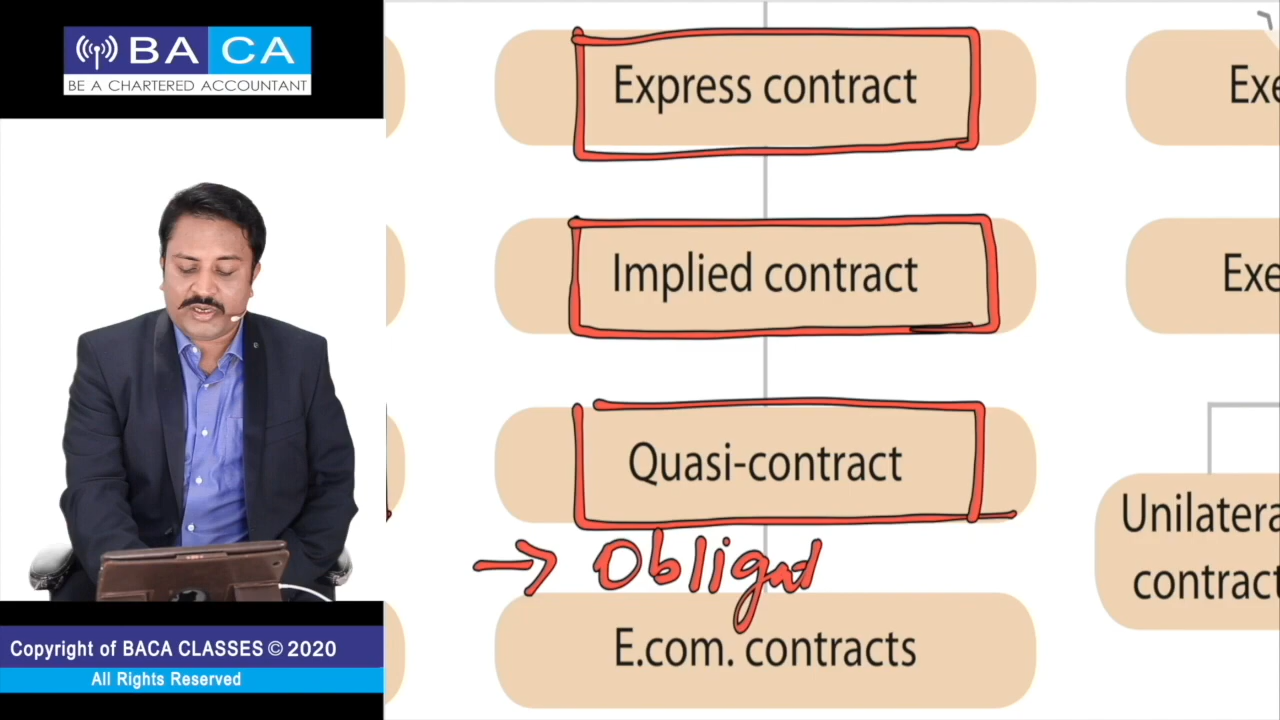 BACA
BE A CHARTERED ACCOUNTANT
Express contract
Exe
Implied contract
Exe
Quasi-contract
→ Obligat
Unilatera
contract
E.com. contracts
Copyright of BACA CLASSES © 2020
All Rights Reserved